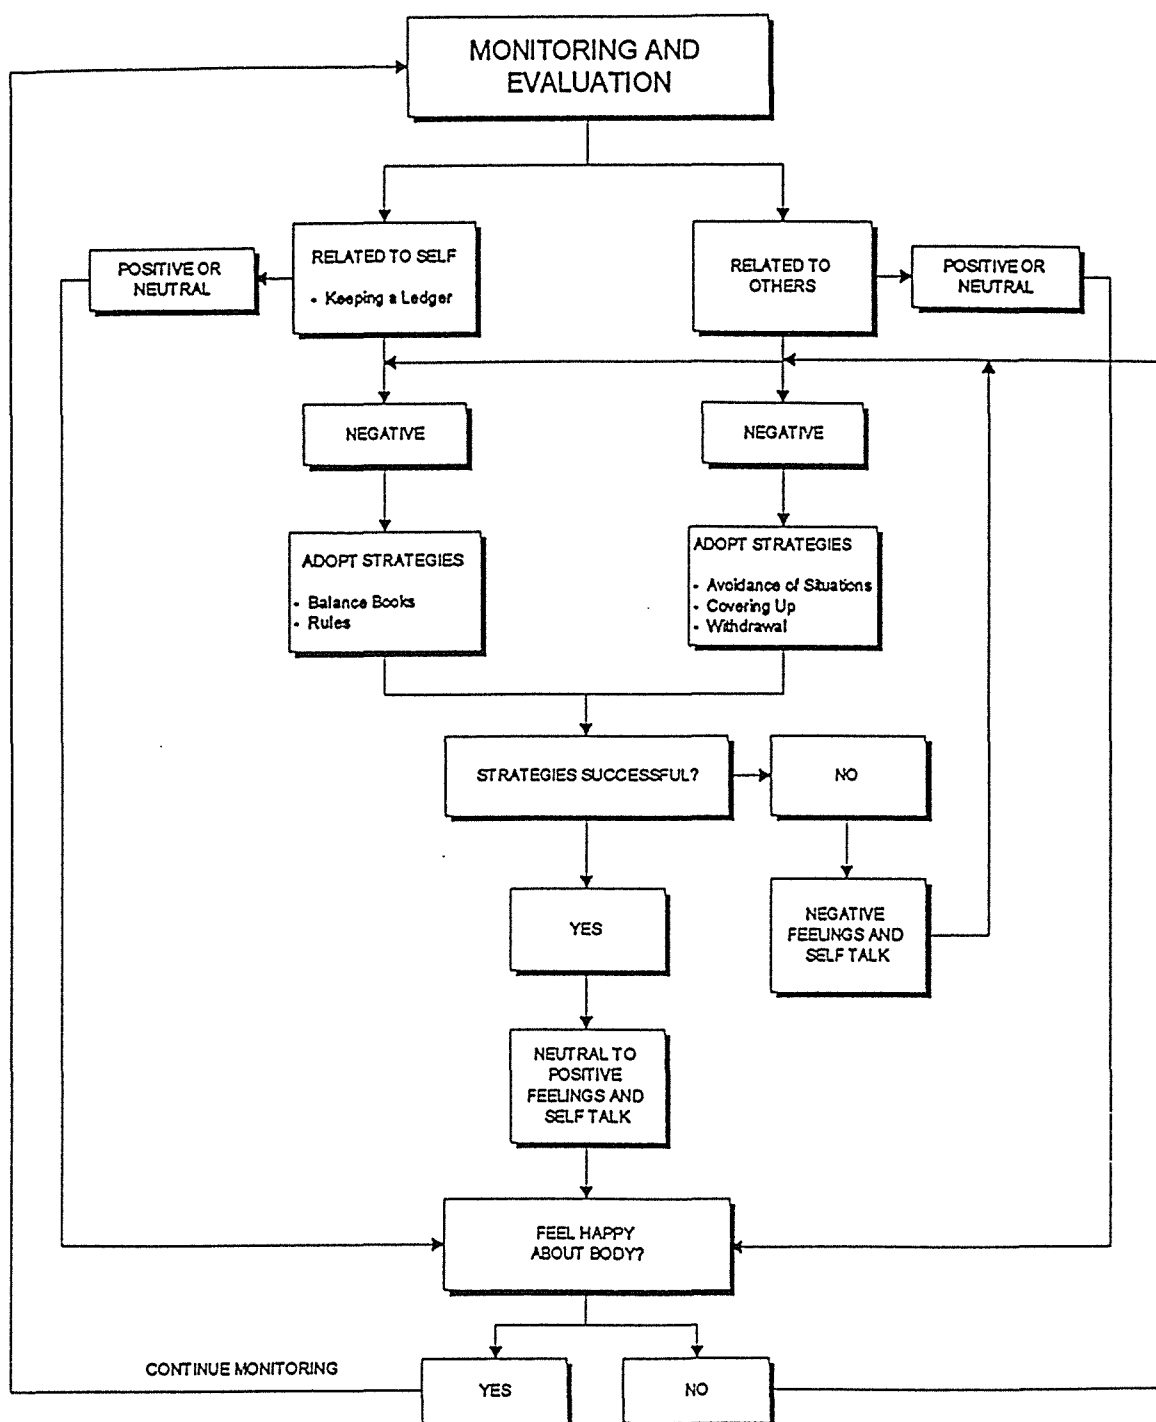 MONITORING AND
EVALUATION
RELATED TO SELF
• Keeping a Ledger
POSITIVE OR
NEUTRAL
RELATED TO
OTHERS
POSITIVE OR
NEUTRAL
NEGATIVE
NEGATIVE
ADOPT STRATEGIES
• Balance Books
• Rules
ADOPT STRATEGIES
• Avoidance of Situations
• Covering Up
• Withdrawal
STRATEGIES SUCCESSFUL?
NO
YES
NEGATIVE
FEELINGS AND
SELF TALK
NEUTRAL TO
POSITIVE
FEELINGS AND
SELF TALK
FEEL HAPPY
ABOUT BODY?
CONTINUE MONITORING
YES
NO